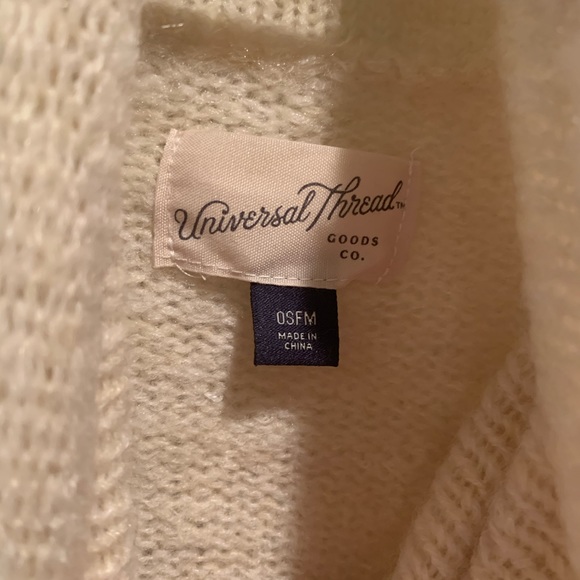 Universal Thread™
GOODS
CO.
OSFM
MADE IN
CHINA